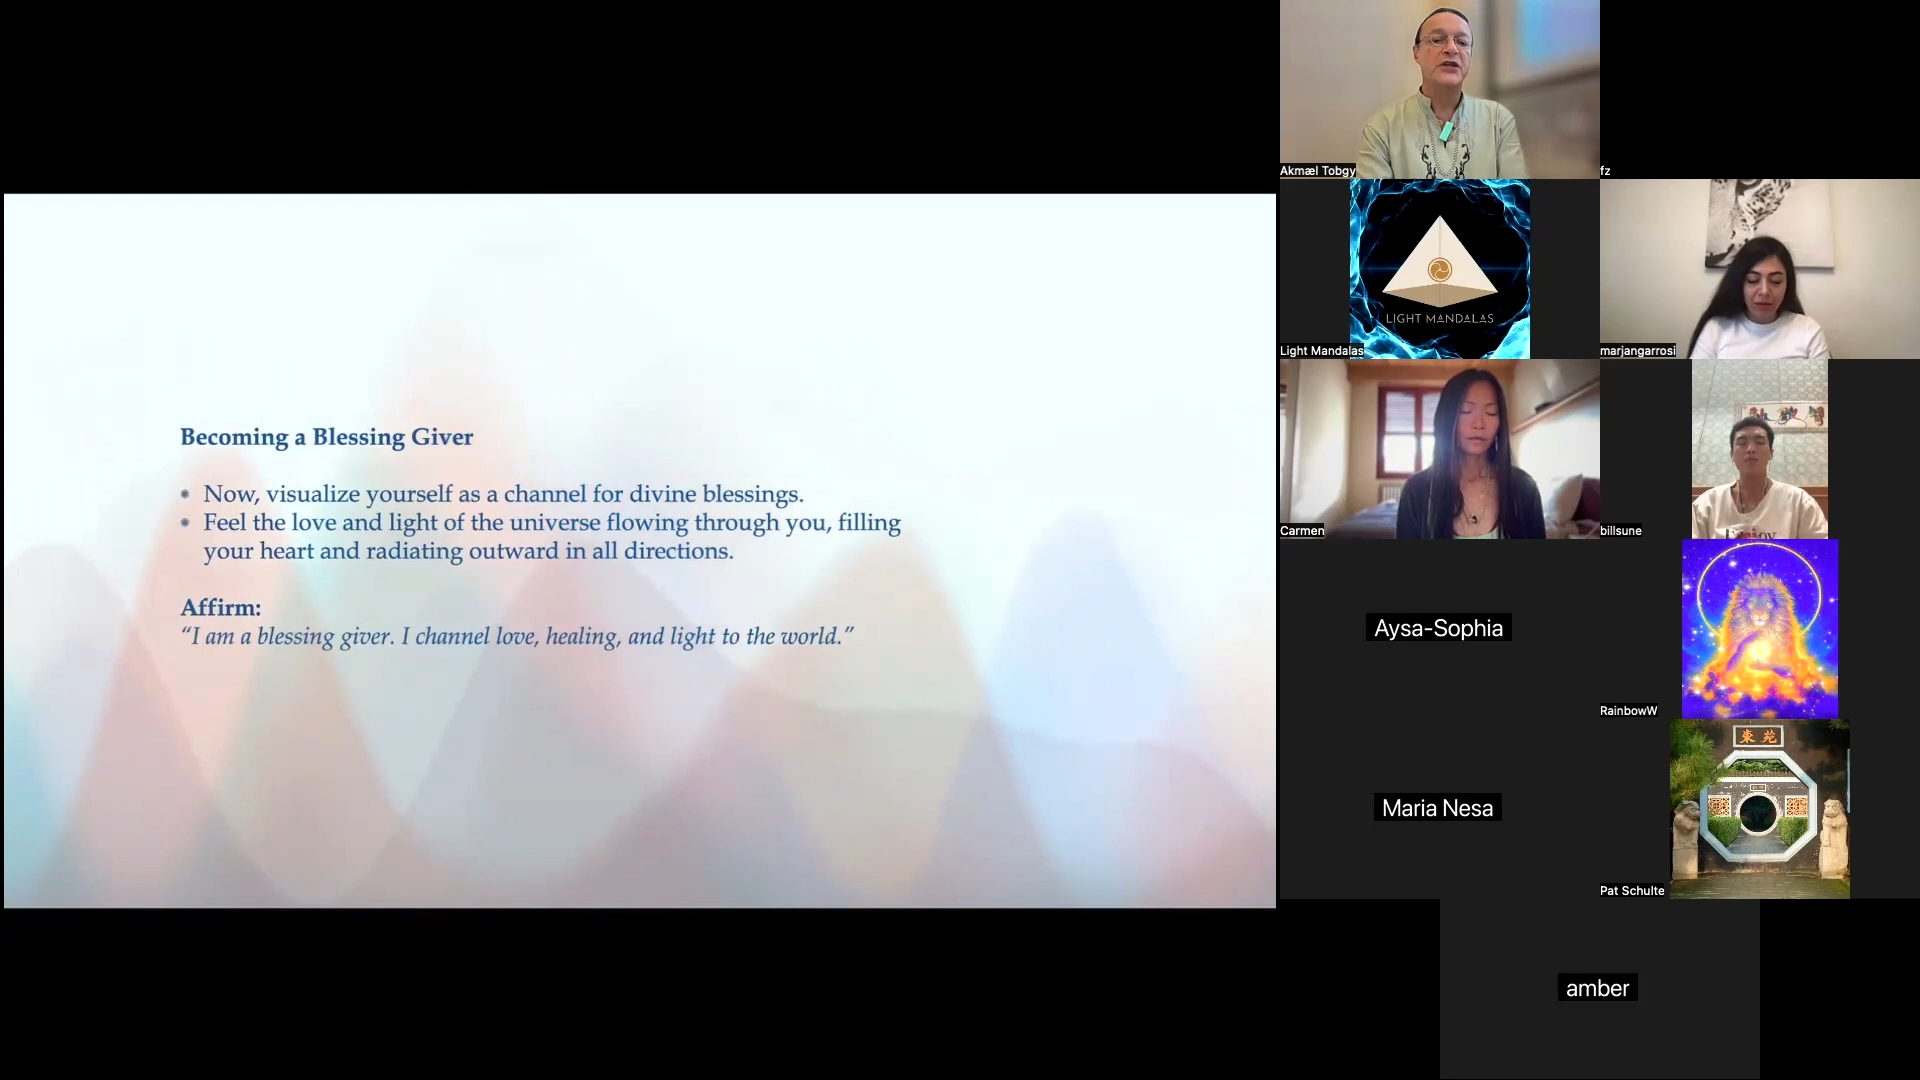 Becoming a Blessing Giver
Now, visualize yourself as a channel for divine blessings.
Feel the love and light of the universe flowing through you, filling
your heart and radiating outward in all directions.
Affirm:
“I am a blessing giver. I channel love, healing, and light to the world.”
Akmæl Tobgy
fz
LIGHT MANDALAS
Light Mandalas
marjangarrosi
Carmen
Enjoy
billsune
Aysa-Sophia
RainbowW
Maria Nesa
東苑
Pat Schulte
amber